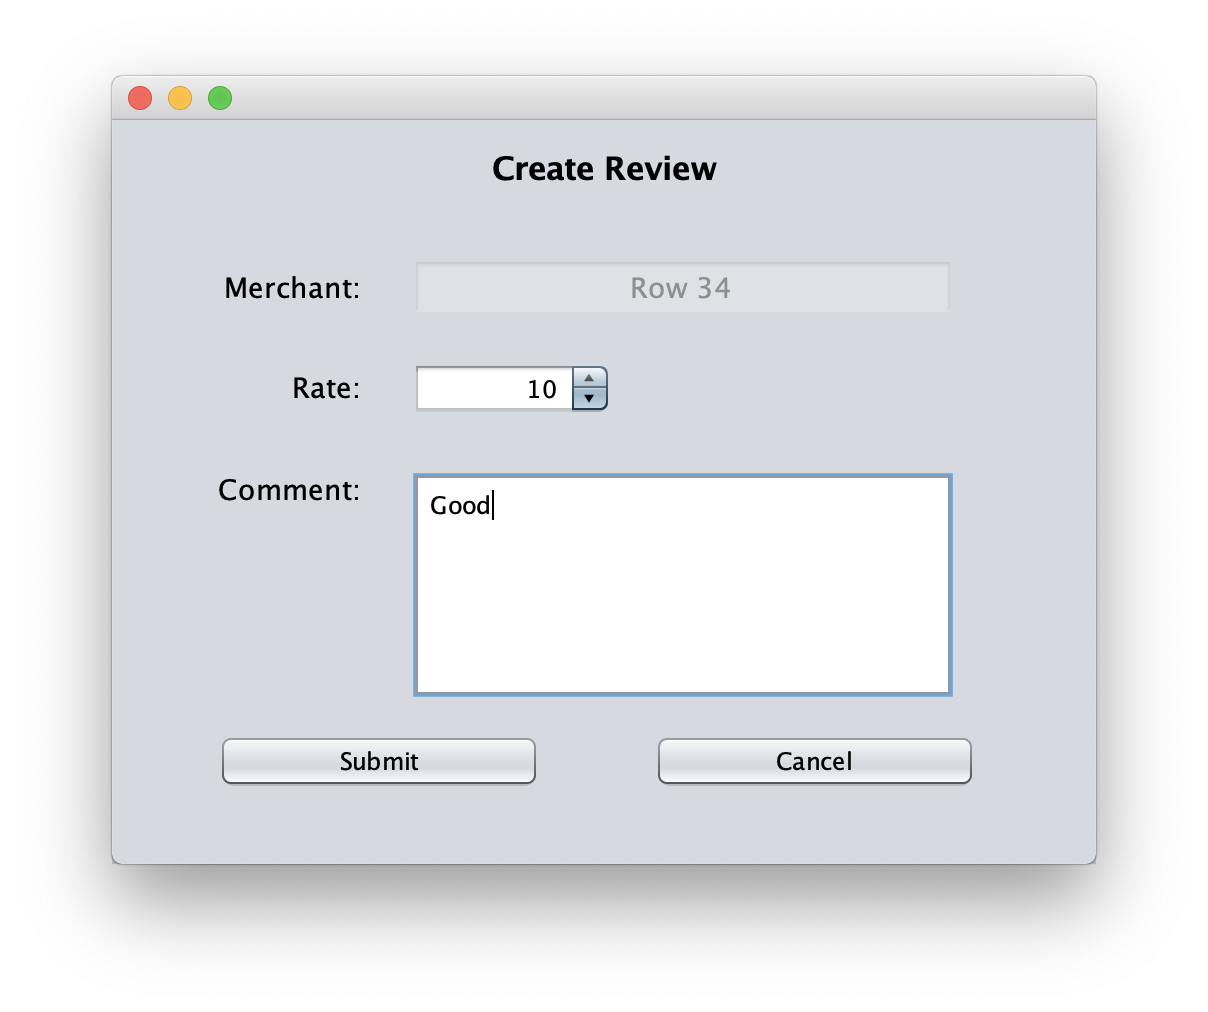 Create Review
Merchant: Row 34
Rate: 10
Comment: Good
Submit Cancel